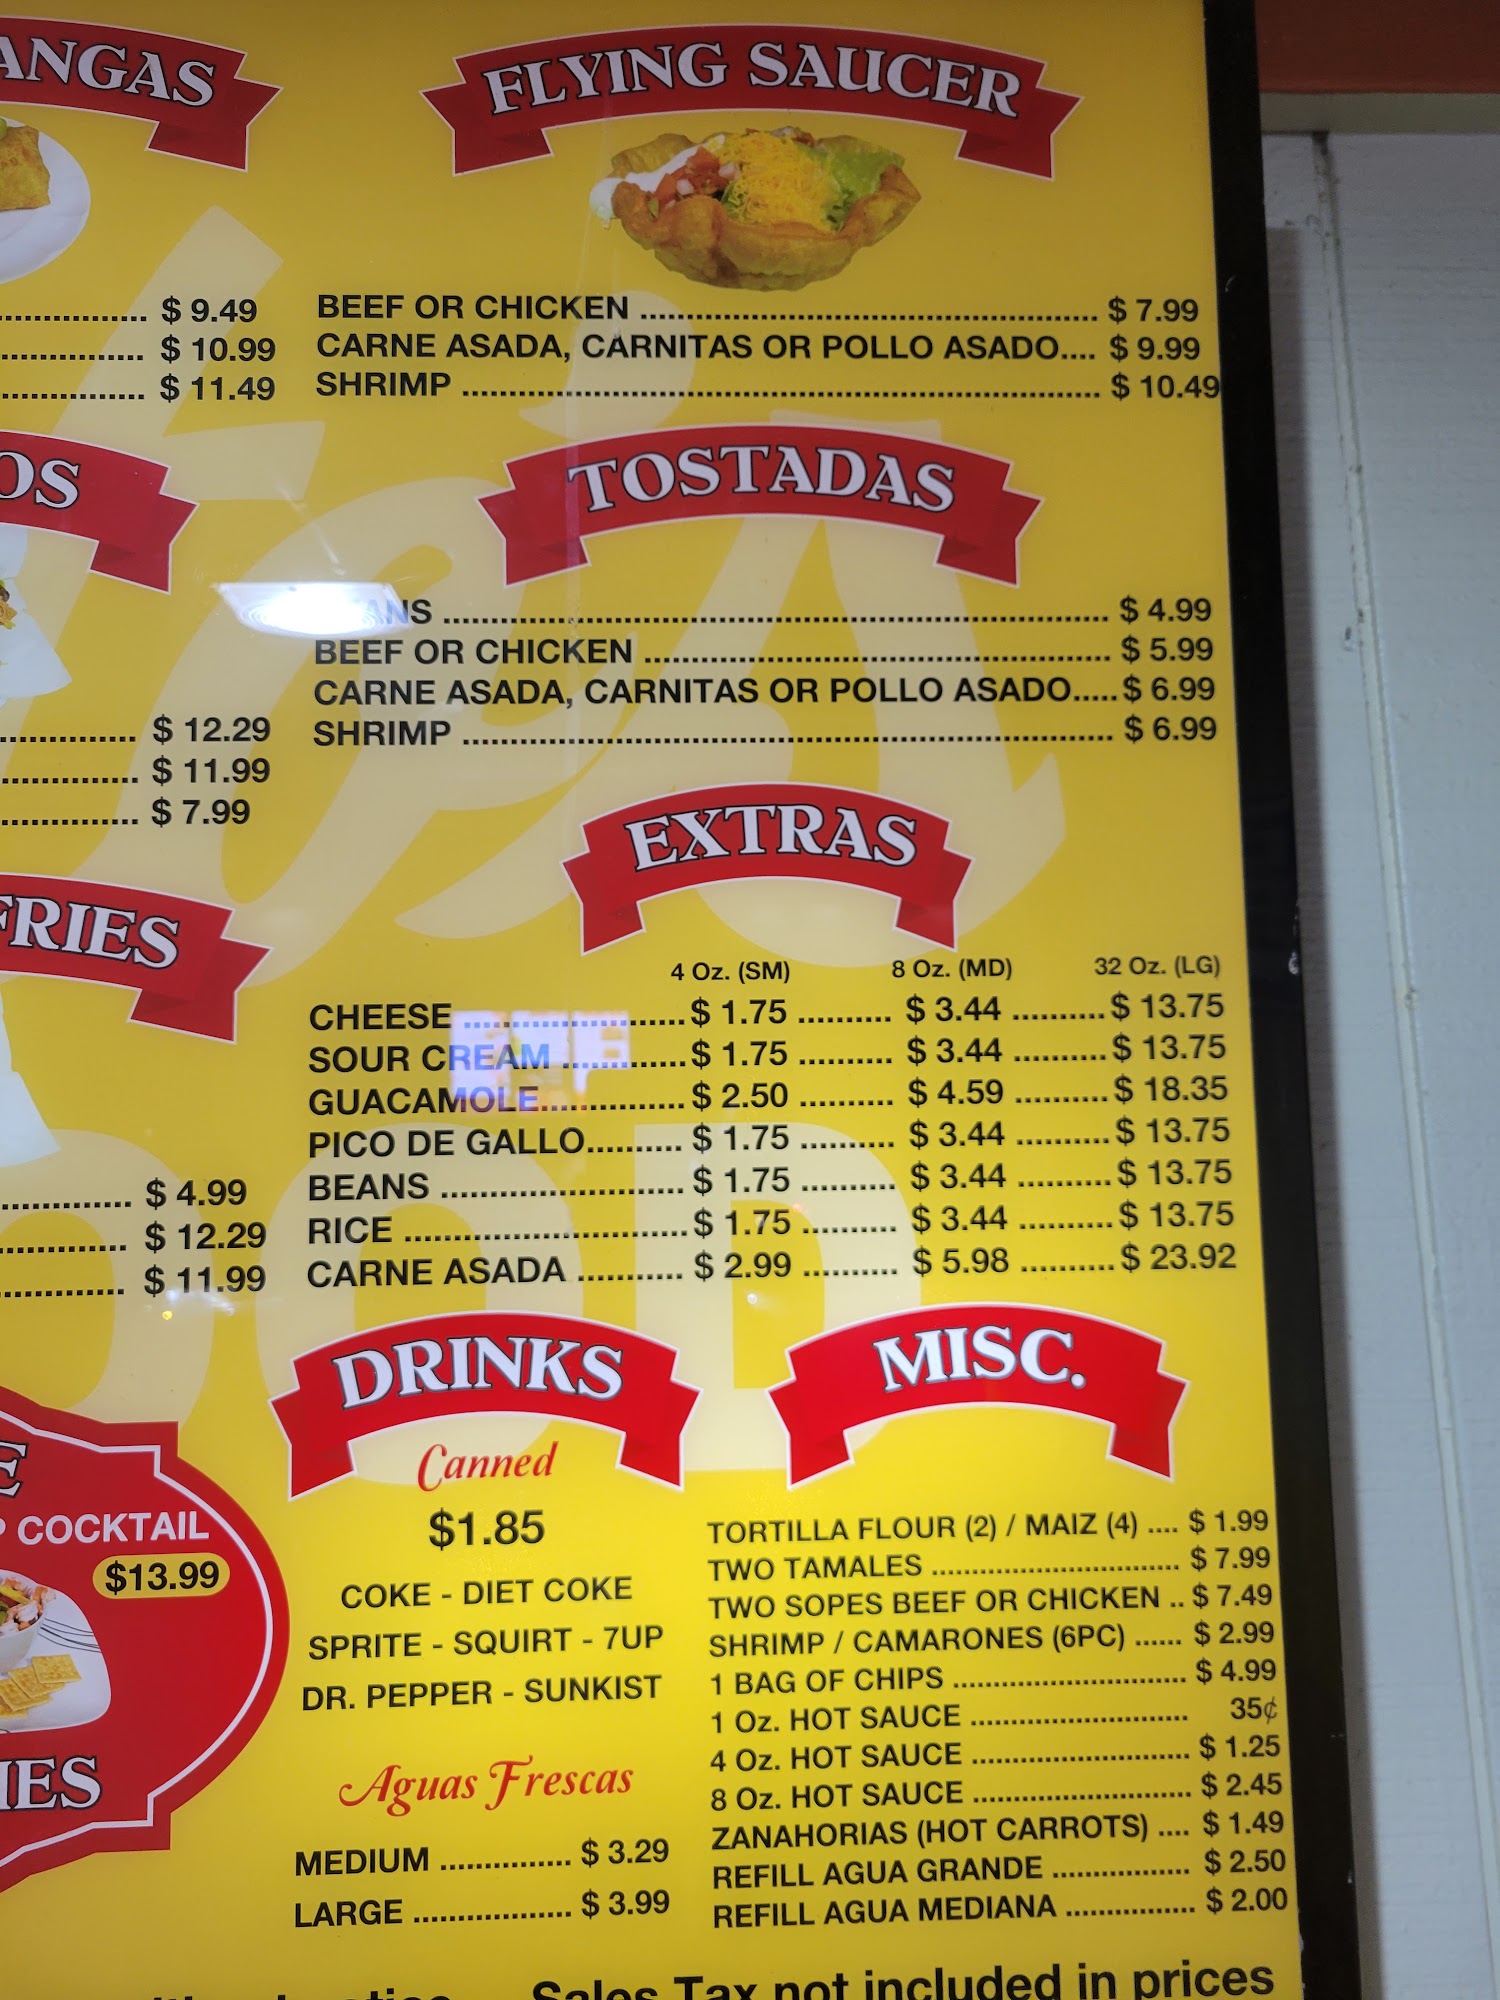 ANGAS
$ 9.49
$ 10.99
$ 11.49
OS
$ 12.29
$ 11.99
$ 7.99
FRIES
$ 4.99
$ 12.29
$ 11.99
E
P COCKTAIL
$13.99
IES
FLYING SAUCER
BEEF OR CHICKEN ........ $ 7.99
CARNE ASADA, CARNITAS OR POLLO ASADO.... $ 9.99
SHRIMP ........ $ 10.49
TOSTADAS
ANS ........ $ 4.99
BEEF OR CHICKEN ........ $ 5.99
CARNE ASADA, CARNITAS OR POLLO ASADO..... $ 6.99
SHRIMP ........ $ 6.99
EXTRAS
4 Oz. (SM) 8 Oz. (MD) 32 Oz. (LG)
CHEESE ........ $ 1.75 .......... $ 3.44 .......... $ 13.75
SOUR CREAM ........ $ 1.75 .......... $ 3.44 .......... $ 13.75
GUACAMOLE........ $ 2.50 .......... $ 4.59 .......... $ 18.35
PICO DE GALLO.......... $ 1.75 .......... $ 3.44 .......... $ 13.75
BEANS ........ $ 1.75 .......... $ 3.44 .......... $ 13.75
RICE ........ $ 1.75 .......... $ 3.44 .......... $ 13.75
CARNE ASADA ........... $ 2.99 .......... $ 5.98 .......... $ 23.92
DRINKS
Canned
$1.85
COKE - DIET COKE
SPRITE - SQUIRT - 7UP
DR. PEPPER - SUNKIST
Aguas Frescas
MEDIUM ............... $ 3.29
LARGE .................. $ 3.99
MISC.
TORTILLA FLOUR (2) / MAIZ (4) .... $ 1.99
TWO TAMALES ........ $ 7.99
TWO SOPES BEEF OR CHICKEN .. $ 7.49
SHRIMP / CAMARONES (6PC) ...... $ 2.99
1 BAG OF CHIPS ........ $ 4.99
1 Oz. HOT SAUCE ........ 35¢
4 Oz. HOT SAUCE ........ $ 1.25
8 Oz. HOT SAUCE ........ $ 2.45
ZANAHORIAS (HOT CARROTS) .... $ 1.49
REFILL AGUA GRANDE ........ $ 2.50
REFILL AGUA MEDIANA ........ $ 2.00
Sales Tax not included in prices